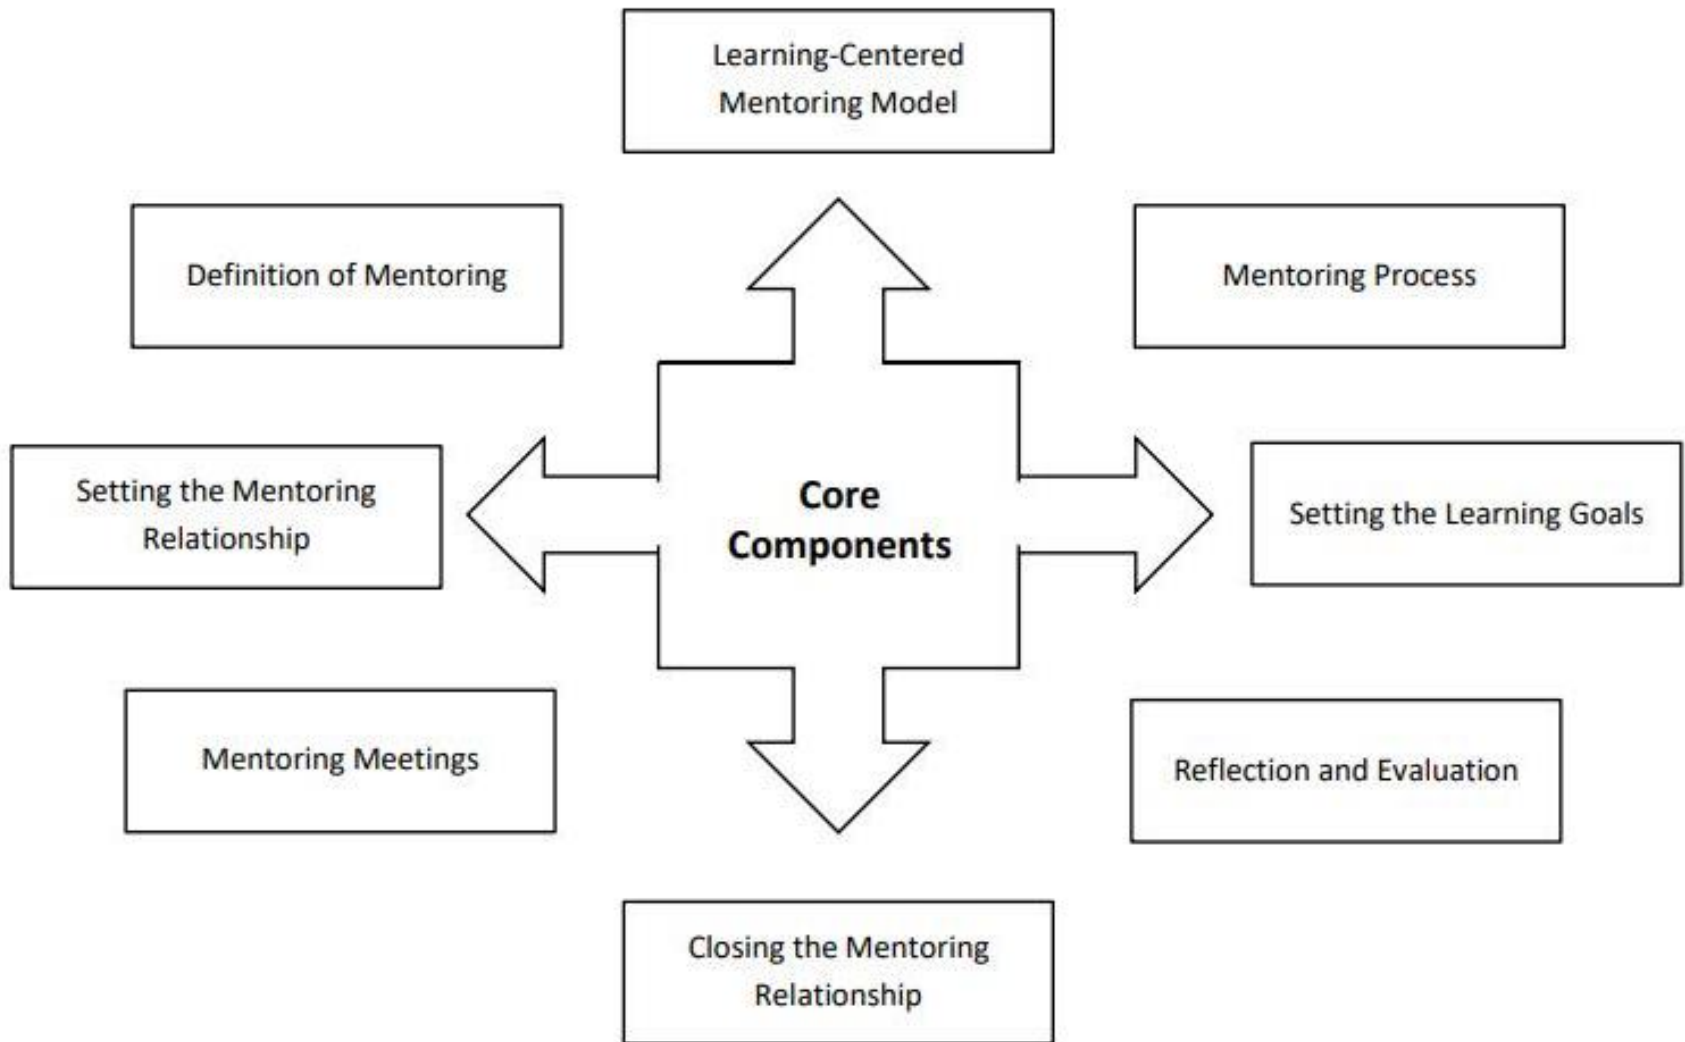 Learning-Centered
Mentoring Model
Definition of Mentoring
Mentoring Process
Setting the Mentoring
Relationship
Core
Components
Setting the Learning Goals
Mentoring Meetings
Reflection and Evaluation
Closing the Mentoring
Relationship